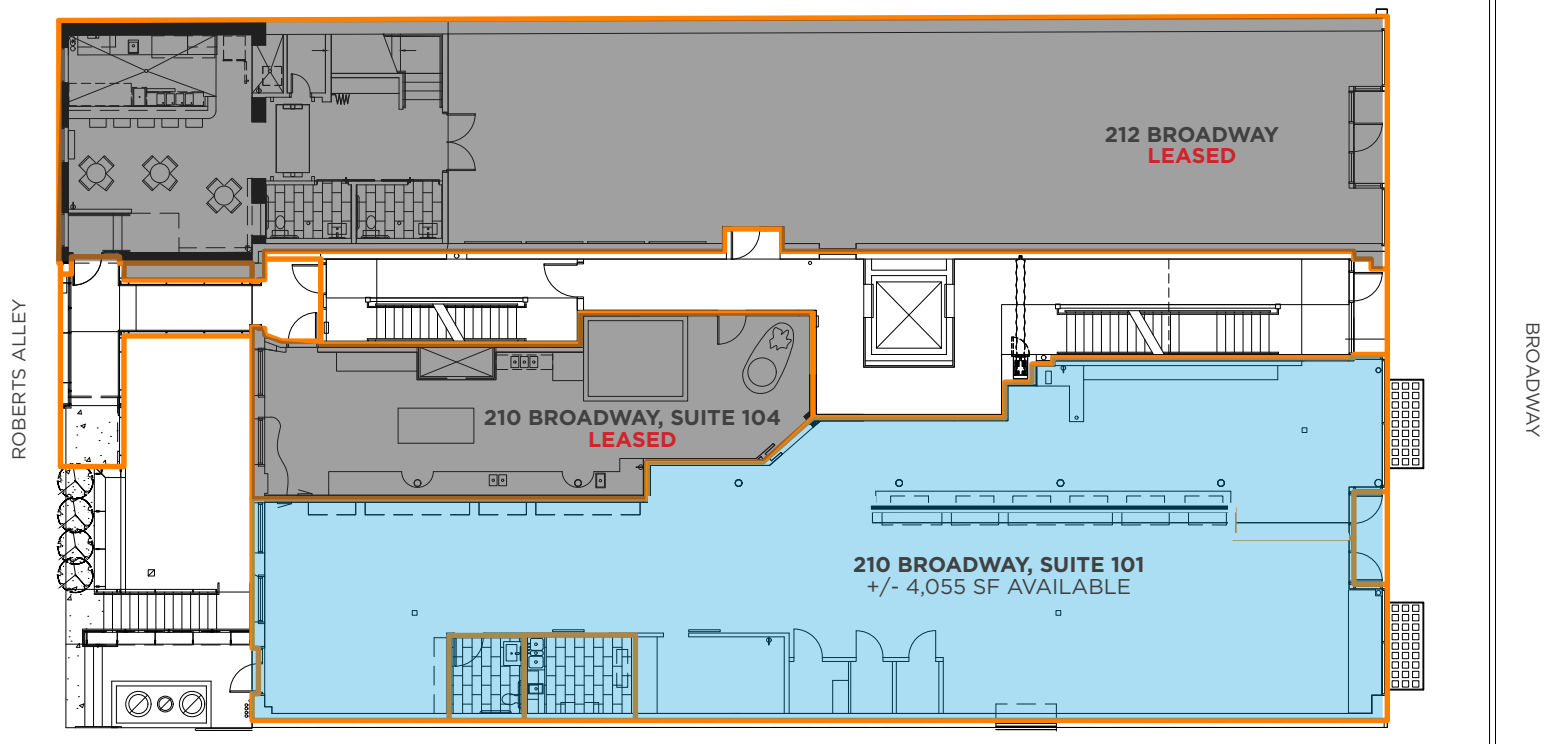 ROBERTS ALLEY
212 BROADWAY
LEASED
210 BROADWAY, SUITE 104
LEASED
210 BROADWAY, SUITE 101
+/- 4,055 SF AVAILABLE
BROADWAY